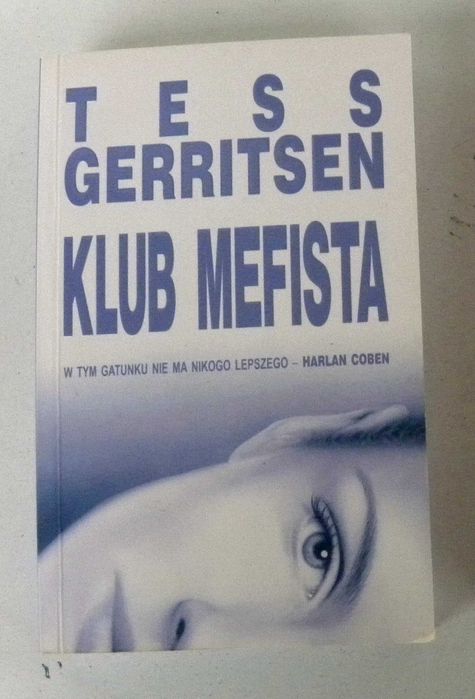 TESS
GERRITSEN
KLUB MEFISTA
W TYM GATUNKU NIE MA NIKOGO LEPSZEGO – HARLAN COBEN